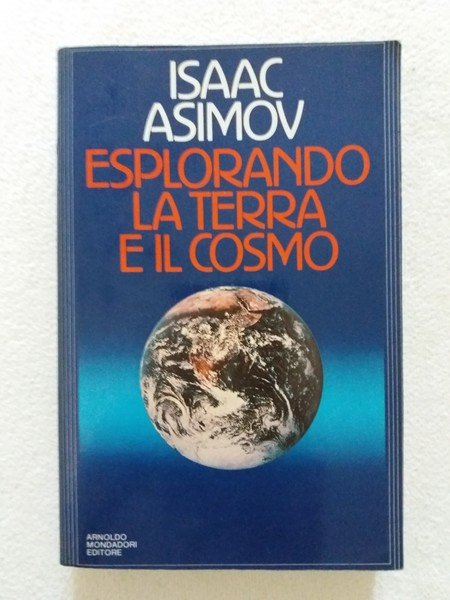 ISAAC
ASIMOV
ESPLORANDO
LA TERRA
E IL COSMO
ARNOLDO
MONDADORI
EDITORE